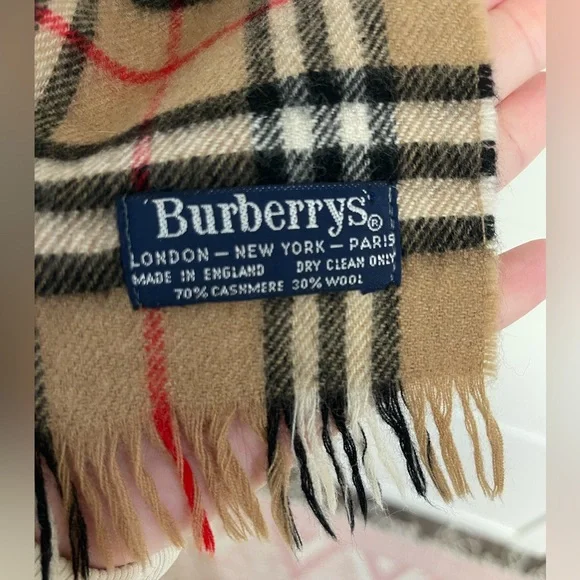 Burberrys®
LONDON — NEW YORK — PARIS
MADE IN ENGLAND DRY CLEAN ONLY
70% CASHMERE 30% WOOL